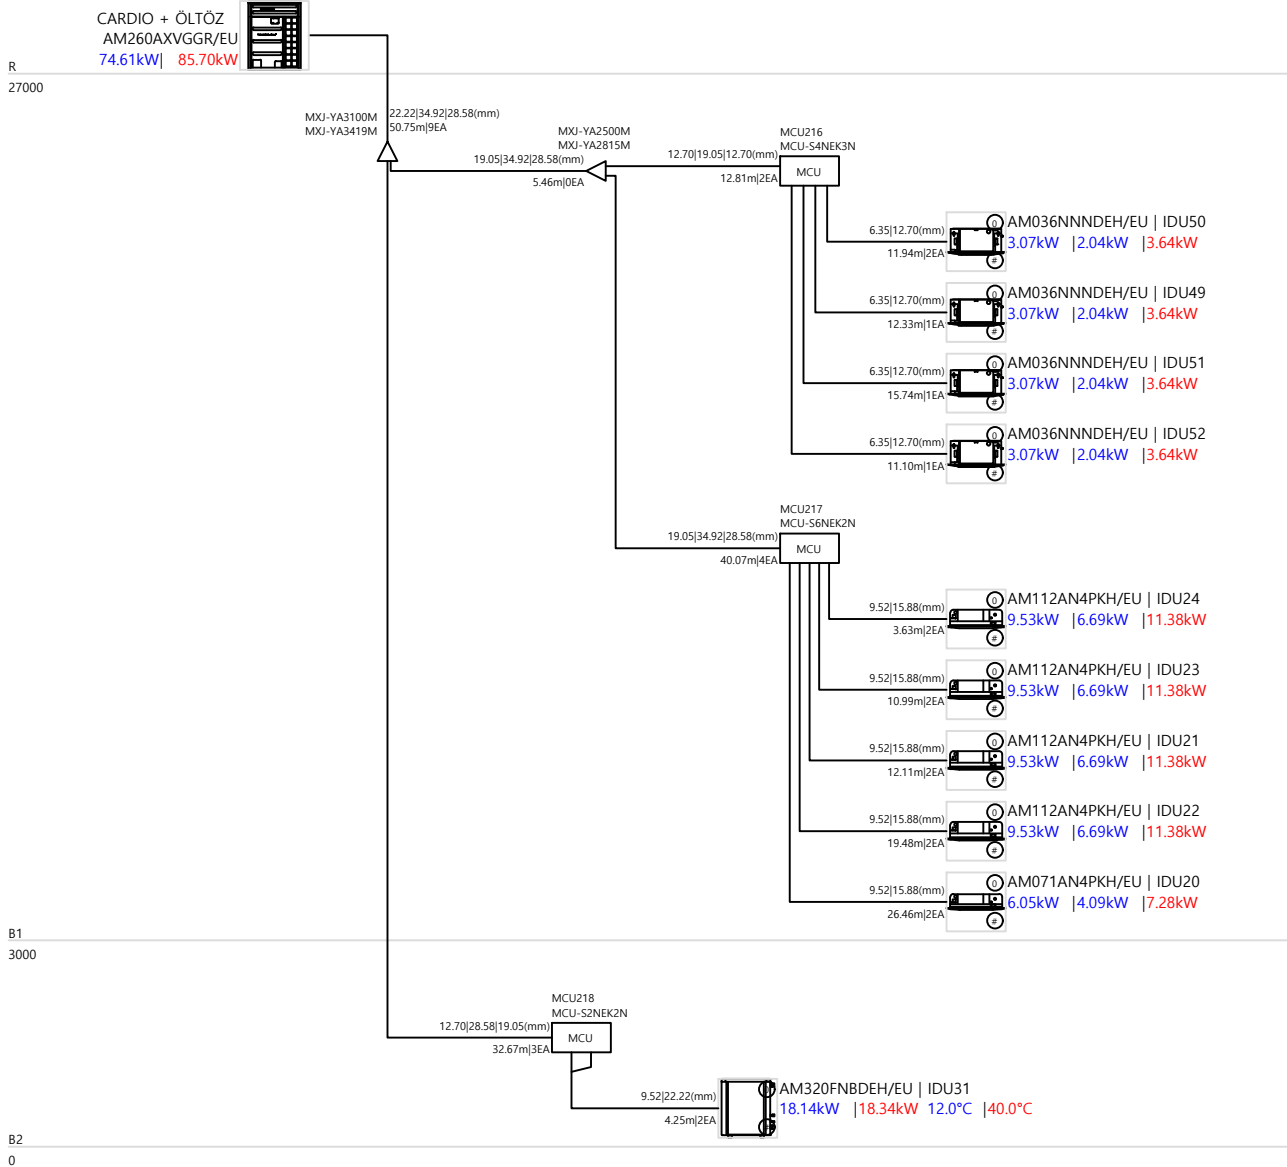 CARDIO + ÖLTÖZ
AM260AXVGGR/EU
74.61kW| 85.70kW
R
27000
MXJ-YA3100M
MXJ-YA3419M
22.22|34.92|28.58(mm)
50.75m|9EA
MXJ-YA2500M
MXJ-YA2815M
19.05|34.92|28.58(mm)
5.46m|0EA
MCU216
MCU-S4NEK3N
12.70|19.05|12.70(mm)
12.81m|2EA
MCU
6.35|12.70(mm)
11.94m|2EA
0
#
AM036NNNDEH/EU | IDU50
3.07kW |2.04kW |3.64kW
6.35|12.70(mm)
12.33m|1EA
0
#
AM036NNNDEH/EU | IDU49
3.07kW |2.04kW |3.64kW
6.35|12.70(mm)
15.74m|1EA
0
#
AM036NNNDEH/EU | IDU51
3.07kW |2.04kW |3.64kW
6.35|12.70(mm)
11.10m|1EA
0
#
AM036NNNDEH/EU | IDU52
3.07kW |2.04kW |3.64kW
MCU217
MCU-S6NEK2N
19.05|34.92|28.58(mm)
40.07m|4EA
MCU
9.52|15.88(mm)
3.63m|2EA
0
#
AM112AN4PKH/EU | IDU24
9.53kW |6.69kW |11.38kW
9.52|15.88(mm)
10.99m|2EA
0
#
AM112AN4PKH/EU | IDU23
9.53kW |6.69kW |11.38kW
9.52|15.88(mm)
12.11m|2EA
0
#
AM112AN4PKH/EU | IDU21
9.53kW |6.69kW |11.38kW
9.52|15.88(mm)
19.48m|2EA
0
#
AM112AN4PKH/EU | IDU22
9.53kW |6.69kW |11.38kW
9.52|15.88(mm)
26.46m|2EA
0
#
AM071AN4PKH/EU | IDU20
6.05kW |4.09kW |7.28kW
B1
3000
MCU218
MCU-S2NEK2N
12.70|28.58|19.05(mm)
32.67m|3EA
MCU
9.52|22.22(mm)
4.25m|2EA
AM320FNBDEH/EU | IDU31
18.14kW |18.34kW 12.0°C |40.0°C
B2
0